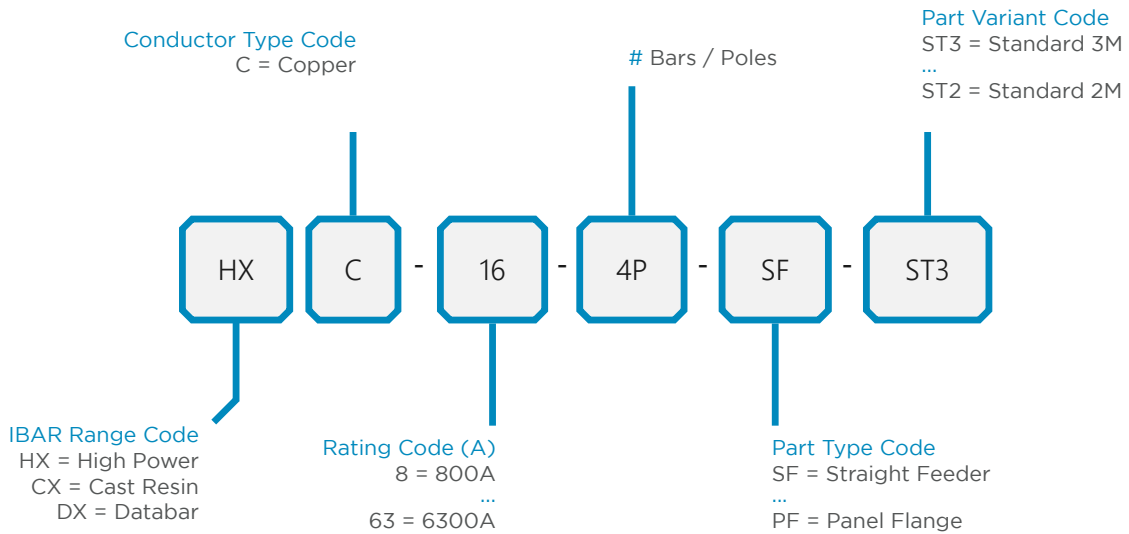 Conductor Type Code
C = Copper
# Bars / Poles
Part Variant Code
ST3 = Standard 3M
...
ST2 = Standard 2M
HX C - 16 - 4P - SF - ST3
IBAR Range Code
HX = High Power
CX = Cast Resin
DX = Databar
Rating Code (A)
8 = 800A
...
63 = 6300A
Part Type Code
SF = Straight Feeder
...
PF = Panel Flange